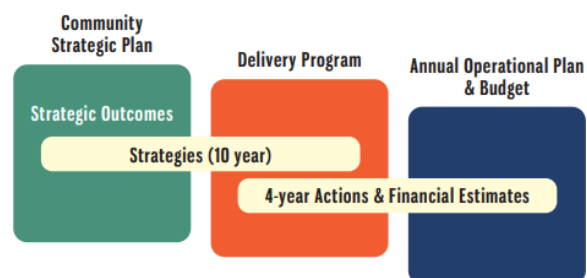 Community
Strategic Plan
Delivery Program
Annual Operational Plan
& Budget
Strategic Outcomes
Strategies (10 year)
4-year Actions & Financial Estimates